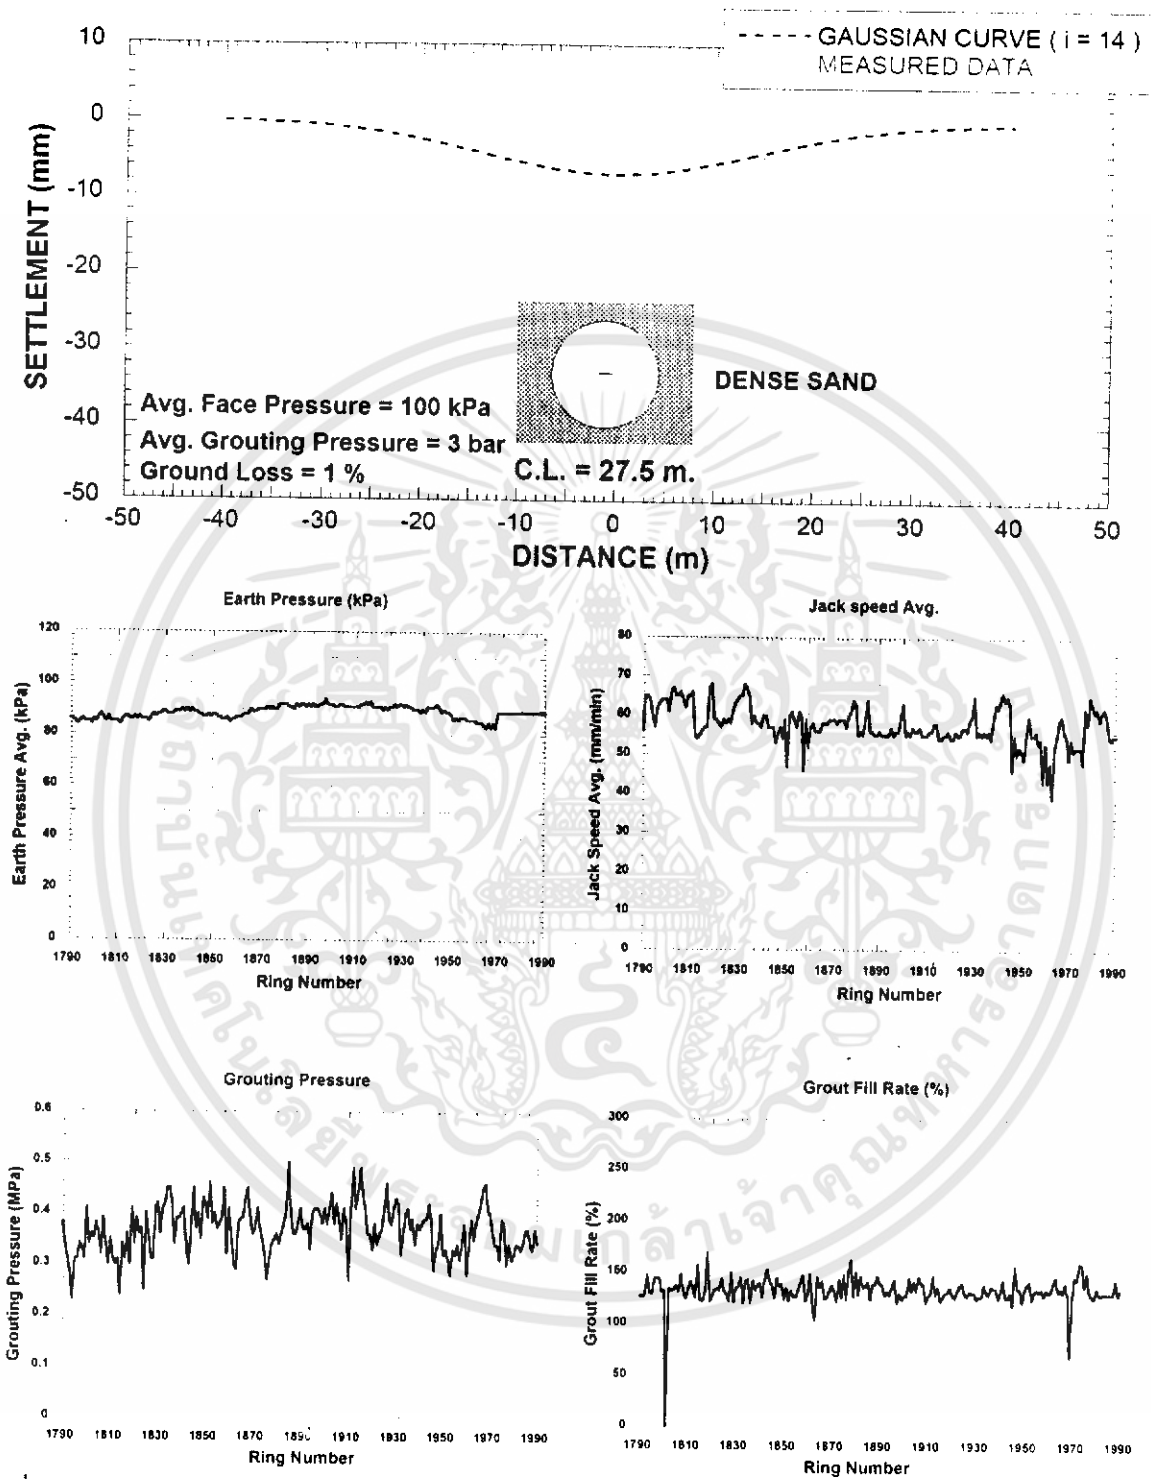 GAUSSIAN CURVE ( i = 14 )
MEASURED DATA
10
0
-10
-20
-30
-40
-50
SETTLEMENT (mm)
DENSE SAND
Avg. Face Pressure = 100 kPa
Avg. Grouting Pressure = 3 bar
Ground Loss = 1 %
C.L. = 27.5 m.
-50 -40 -30 -20 -10 0 10 20 30 40 50
DISTANCE (m)
Earth Pressure (kPa)
120
100
80
60
40
20
0
Earth Pressure Avg. (kPa)
1790 1810 1830 1850 1870 1890 1910 1930 1950 1970 1990
Ring Number
Jack speed Avg.
80
70
60
50
40
30
20
10
0
Jack Speed Avg. (mm/min)
1790 1810 1830 1850 1870 1890 1910 1930 1950 1970 1990
Ring Number
Grouting Pressure
0.6
0.5
0.4
0.3
0.2
0.1
0
Grouting Pressure (MPa)
1790 1810 1830 1850 1870 1890 1910 1930 1950 1970 1990
Ring Number
Grout Fill Rate (%)
300
250
200
150
100
50
0
Grout Fill Rate (%)
1790 1810 1830 1850 1870 1890 1910 1930 1950 1970 1990
Ring Number